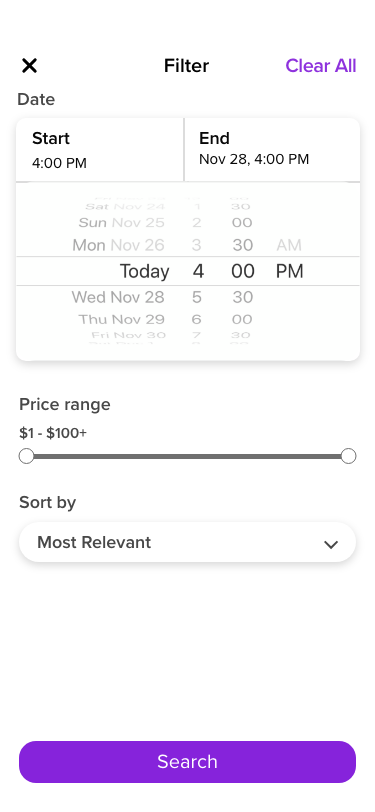 Filter
Clear All
Date
Start
4:00 PM
End
Nov 28, 4:00 PM
Sat Nov 24 1 30
Sun Nov 25 2 00
Mon Nov 26 3 30 AM
Today 4 00 PM
Wed Nov 28 5 30
Thu Nov 29 6 00
Fri Nov 30 7 30
Price range
$1 - $100+
Sort by
Most Relevant
Search